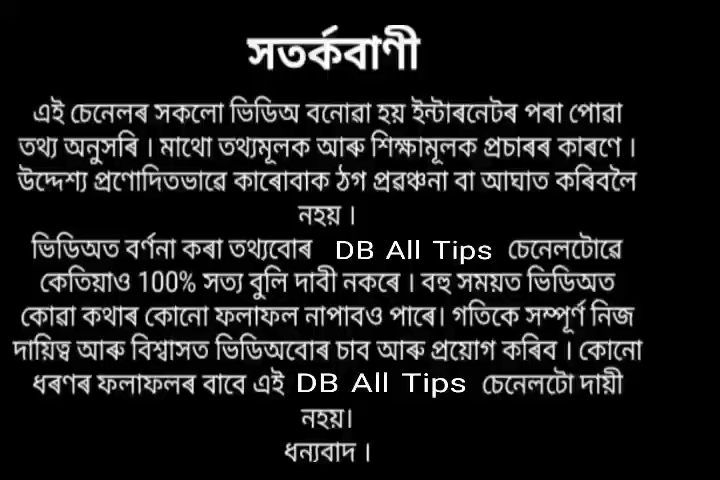 সতৰ্কবাণী
এই চেনেলৰ সকলো ভিডিঅ বনোৱা হয় ইন্টাৰনেটৰ পৰা পোৱা
তথ্য অনুসৰি । মাথো তথ্যমূলক আৰু শিক্ষামূলক প্ৰচাৰৰ কাৰণে ।
উদ্দেশ্য প্ৰণোদিতভাৱে কাৰোবাক ঠগ প্ৰৱঞ্চনা বা আঘাত কৰিবলৈ
নহয় ।
ভিডিঅত বৰ্ণনা কৰা তথ্যবোৰ DB All Tips চেনেলটোৱে
কেতিয়াও 100% সত্য বুলি দাবী নকৰে । বহু সময়ত ভিডিঅত
কোৱা কথাৰ কোনো ফলাফল নাপাবও পাৰে। গতিকে সম্পূৰ্ণ নিজ
দায়িত্ব আৰু বিশ্বাসত ভিডিঅবোৰ চাব আৰু প্ৰয়োগ কৰিব । কোনো
ধৰণৰ ফলাফলৰ বাবে এই DB All Tips চেনেলটো দায়ী
নহয়।
ধন্যবাদ ।